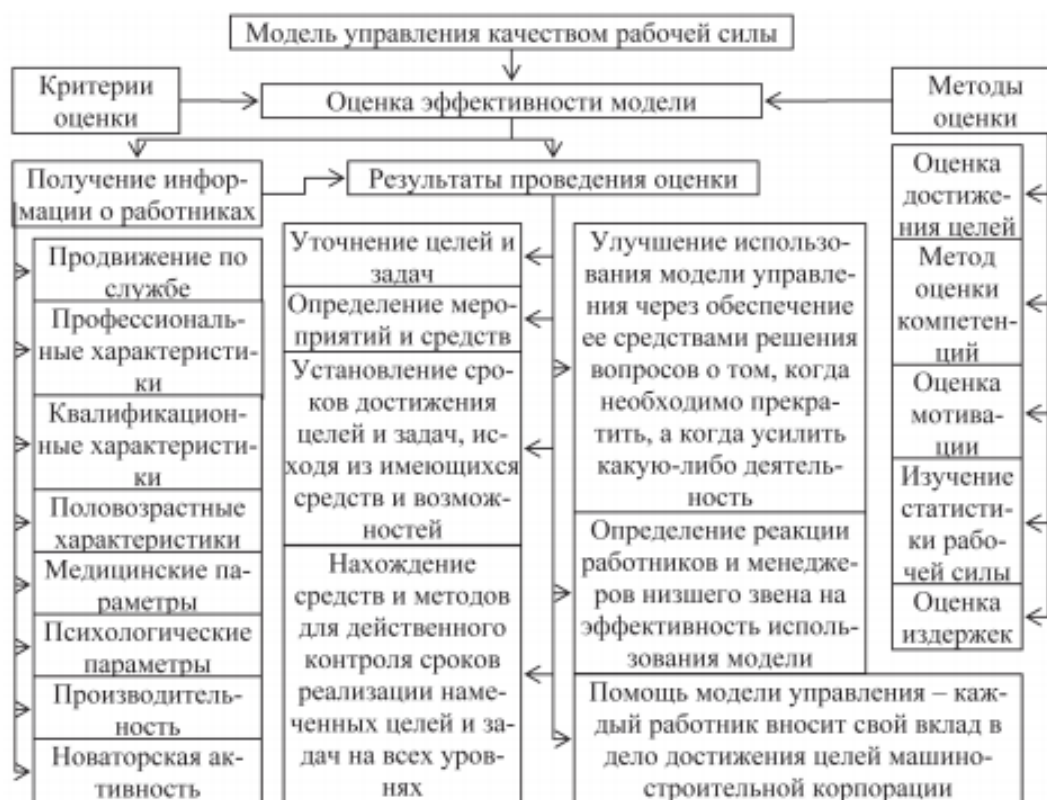 Модель управления качеством рабочей силы
Критерии
оценки
Оценка эффективности модели
Методы
оценки
Получение инфор-
мации о работниках
Результаты проведения оценки
Продвижение по
службе
Профессиональ-
ные характеристи-
ки
Квалификацион-
ные характеристи-
ки
Половозрастные
характеристики
Медицинские па-
раметры
Психологические
параметры
Производитель-
ность
Новаторская ак-
тивность
Уточнение целей и
задач
Определение меро-
приятий и средств
Установление сро-
ков достижения
целей и задач, ис-
ходя из имеющихся
средств и возмож-
ностей
Нахождение
средств и методов
для действенного
контроля сроков
реализации наме-
ченных целей и за-
дач на всех уров-
нях
Улучшение использо-
вания модели управле-
ния через обеспечение
ее средствами решения
вопросов о том, когда
необходимо прекра-
тить, а когда усилить
какую-либо деятель-
ность
Определение реакции
работников и менедже-
ров низшего звена на
эффективность исполь-
зования модели
Помощь модели управления – каж-
дый работник вносит свой вклад в
дело достижения целей машино-
строительной корпорации
Оценка
достиже-
ния целей
Метод
оценки
компетен-
ций
Оценка
мотива-
ции
Изучение
статисти-
ки рабо-
чей силы
Оценка
издержек